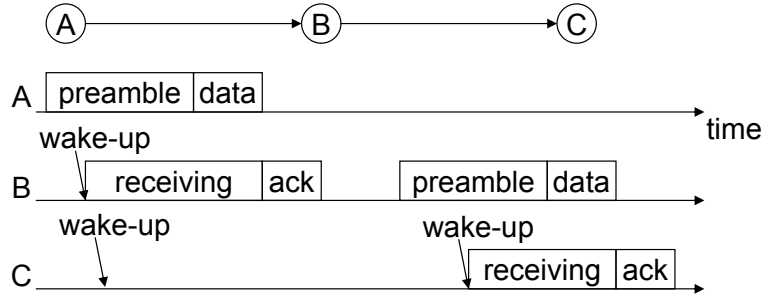 A B C
A preamble data
time
wake-up
B receiving ack preamble data
wake-up wake-up
C receiving ack